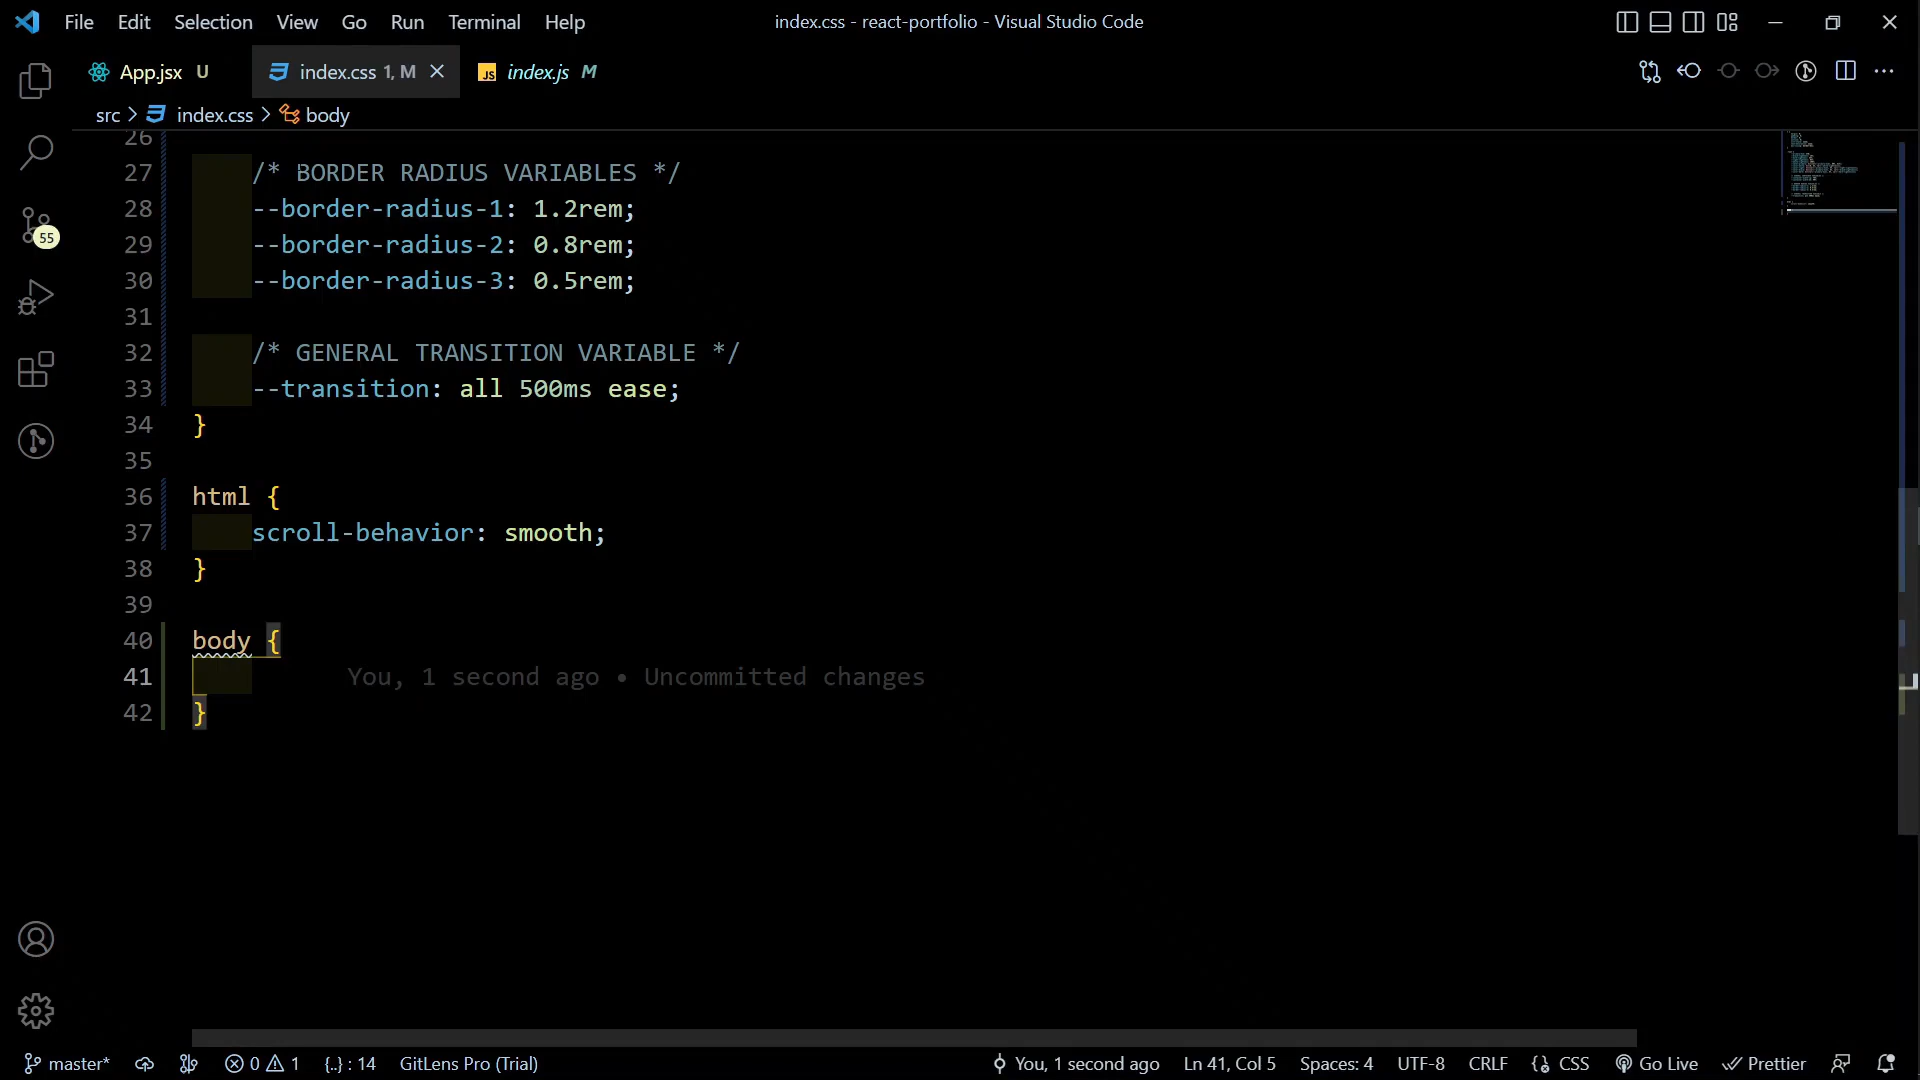 File Edit Selection View Go Run Terminal Help index.css - react-portfolio - Visual Studio Code
App.jsx U index.css 1, M JS index.js M
src > index.css > body
26
27 /* BORDER RADIUS VARIABLES */
28 --border-radius-1: 1.2rem;
29 --border-radius-2: 0.8rem;
30 --border-radius-3: 0.5rem;
31
32 /* GENERAL TRANSITION VARIABLE */
33 --transition: all 500ms ease;
34 }
35
36 html {
37 scroll-behavior: smooth;
38 }
39
40 body {
41 You, 1 second ago • Uncommitted changes
42 }
55
master* 0 1 {..} : 14 GitLens Pro (Trial) You, 1 second ago Ln 41, Col 5 Spaces: 4 UTF-8 CRLF CSS Go Live Prettier